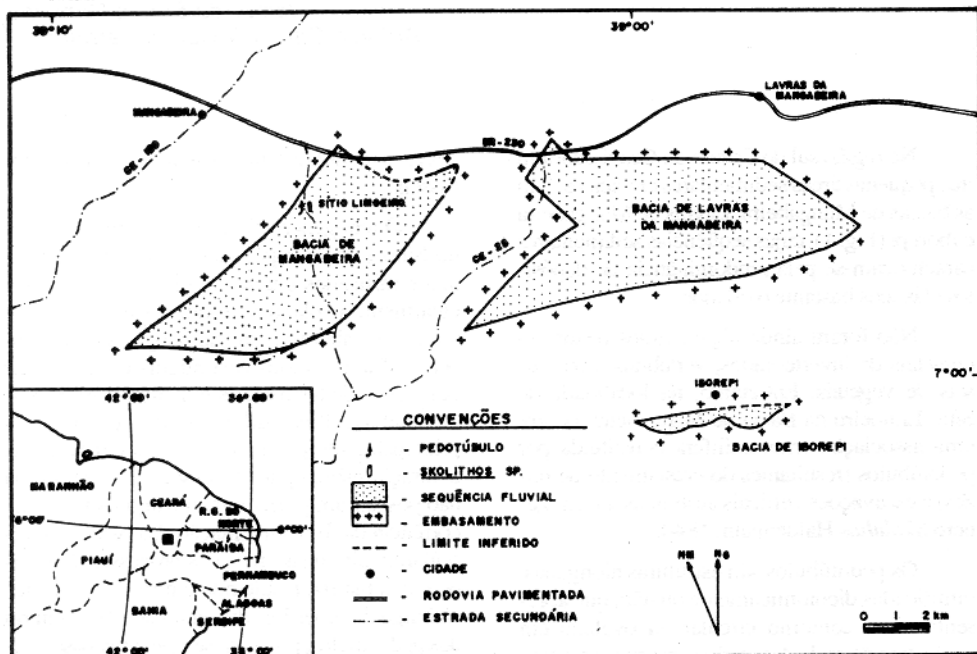 39°10'
39°00'
LAVRAS DA
MANGABEIRA
MANGABEIRA
BR-230
SÍTIO LIMOEIRO
BACIA DE
MANGABEIRA
CE-25
BACIA DE LAVRAS
DA MANGABEIRA
7°00'
IBOREPI
BACIA DE IBOREPI
CONVENÇÕES
- PEDOTÚBULO
- SKOLITHOS SP.
- SEQUÊNCIA FLUVIAL
+++ - EMBASAMENTO
- LIMITE INFERIDO
- CIDADE
- RODOVIA PAVIMENTADA
- ESTRADA SECUNDÁRIA
NM
NG
0 1 2 km
42°00'
MARANHÃO
CEARÁ
R.G. DO
NORTE
6°00'
PARAÍBA
PIAUÍ
PERNAMBUCO
ALAGOAS
BAHIA
SERGIPE
42°00'